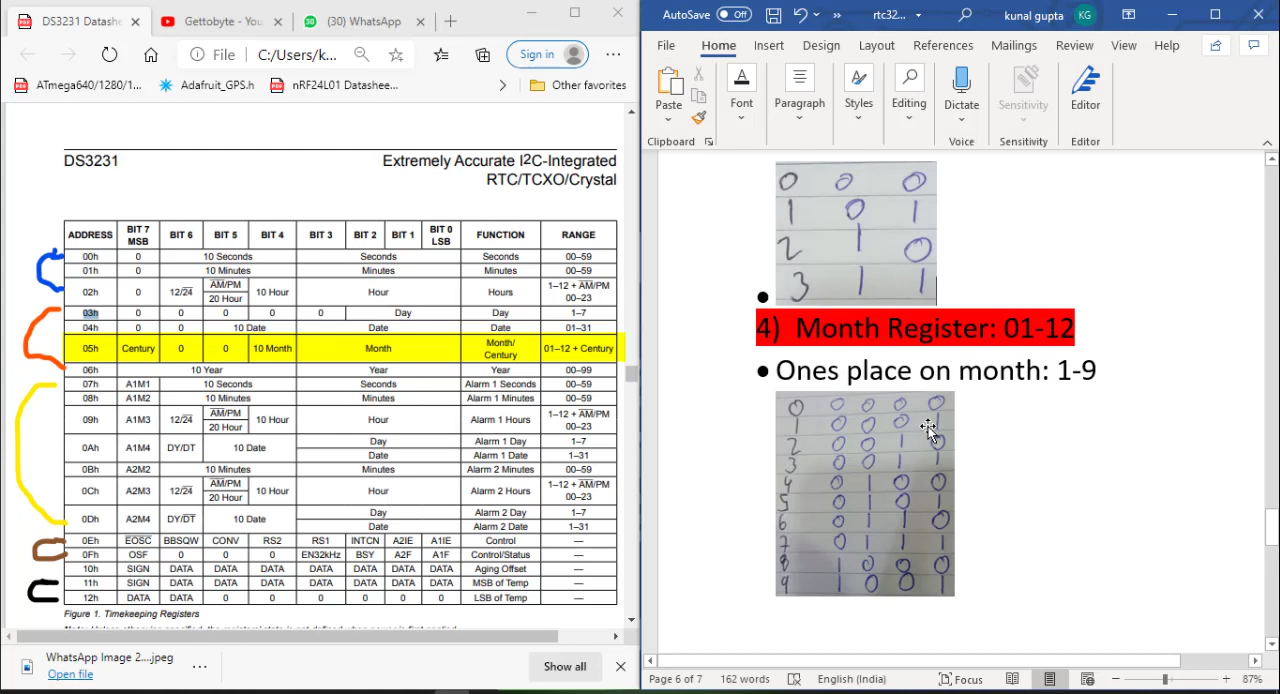 DS3231 Datashe
Gettobyte - You
(30) WhatsApp
File
C:/Users/k...
Sign in
ATmega640/1280/1...
Adafruit_GPS.h
nRF24L01 Datashee...
Other favorites
DS3231
Extremely Accurate I2C-Integrated
RTC/TCXO/Crystal
ADDRESS BIT 7 MSB BIT 6 BIT 5 BIT 4 BIT 3 BIT 2 BIT 1 BIT 0 LSB FUNCTION RANGE
00h 0 10 Seconds Seconds Seconds 00–59
01h 0 10 Minutes Minutes Minutes 00–59
02h 0 12/24 AM/PM 20 Hour 10 Hour Hour Hours 1–12 + AM/PM 00–23
03h 0 0 0 0 0 Day Day 1–7
04h 0 0 10 Date Date Date 01–31
05h Century 0 0 10 Month Month Month/ Century 01–12 + Century
06h 10 Year Year Year 00–99
07h A1M1 10 Seconds Seconds Alarm 1 Seconds 00–59
08h A1M2 10 Minutes Minutes Alarm 1 Minutes 00–59
09h A1M3 12/24 AM/PM 20 Hour 10 Hour Hour Alarm 1 Hours 1–12 + AM/PM 00–23
0Ah A1M4 DY/DT 10 Date Day Alarm 1 Day 1–7
Date Alarm 1 Date 1–31
0Bh A2M2 10 Minutes Minutes Alarm 2 Minutes 00–59
0Ch A2M3 12/24 AM/PM 20 Hour 10 Hour Hour Alarm 2 Hours 1–12 + AM/PM 00–23
0Dh A2M4 DY/DT 10 Date Day Alarm 2 Day 1–7
Date Alarm 2 Date 1–31
0Eh EOSC BBSQW CONV RS2 RS1 INTCN A2IE A1IE Control —
0Fh OSF 0 0 0 EN32kHz BSY A2F A1F Control/Status —
10h SIGN DATA DATA DATA DATA DATA DATA DATA Aging Offset —
11h SIGN DATA DATA DATA DATA DATA DATA DATA MSB of Temp —
12h DATA DATA 0 0 0 0 0 0 LSB of Temp —
Figure 1. Timekeeping Registers
WhatsApp Image 2....jpeg
Open file
Show all
AutoSave Off
rtc32...
kunal gupta KG
File Home Insert Design Layout References Mailings Review View Help
Paste Font Paragraph Styles Editing Dictate Sensitivity Editor
Clipboard Voice Sensitivity Editor
0 0 0
1 0 1
2 1 0
3 1 1
4) Month Register: 01-12
• Ones place on month: 1-9
0 0 0 0 0
1 0 0 0 1
2 0 0 1 0
3 0 0 1 1
4 0 1 0 0
5 0 1 0 1
6 0 1 1 0
7 0 1 1 1
8 1 0 0 0
9 1 0 0 1
Page 6 of 7 162 words English (India) Focus 87%